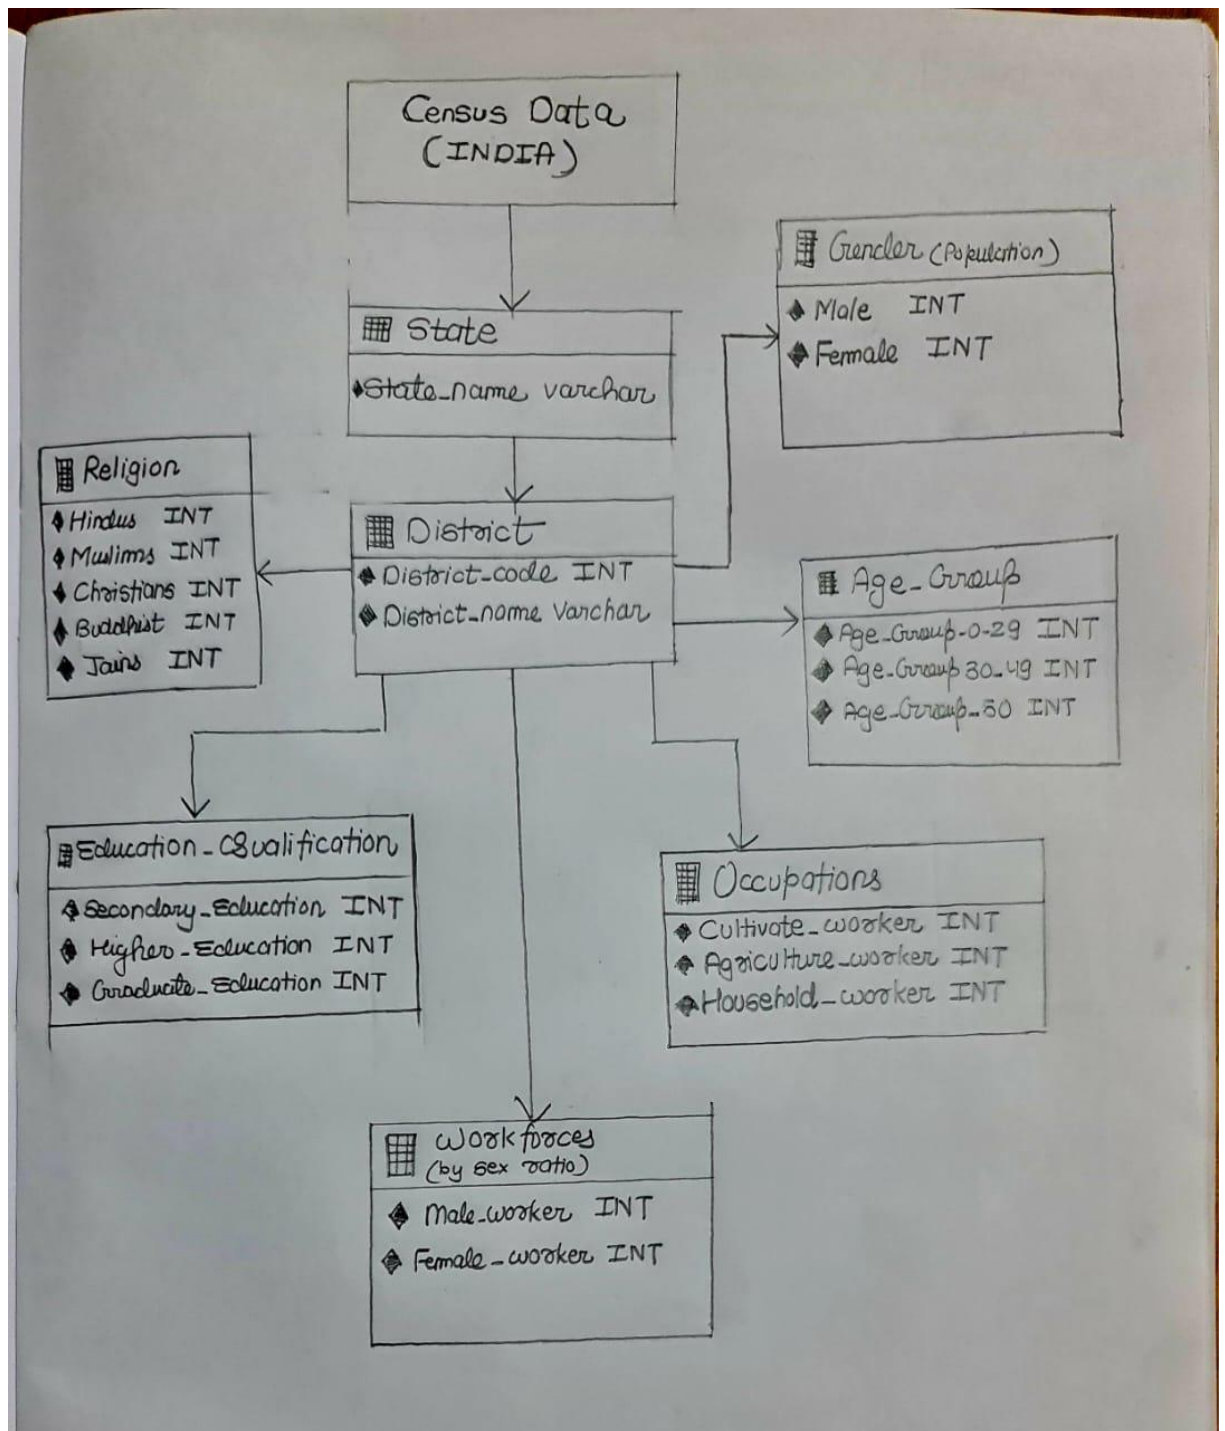 Census Data
(INDIA)
Gender (Population)
Male INT
Female INT
State
State_name varchar
Religion
Hindus INT
Muslims INT
Christians INT
Buddhist INT
Jains INT
District
District_code INT
District_name Varchar
Age_Group
Age_Group-0-29 INT
Age_Group 30-49 INT
Age_Group_50 INT
Education_Qualification
Secondary_Education INT
Higher_Education INT
Graduate_Education INT
Occupations
Cultivate_worker INT
Agriculture_worker INT
Household_worker INT
Workforces
(by sex ratio)
Male_worker INT
Female_worker INT